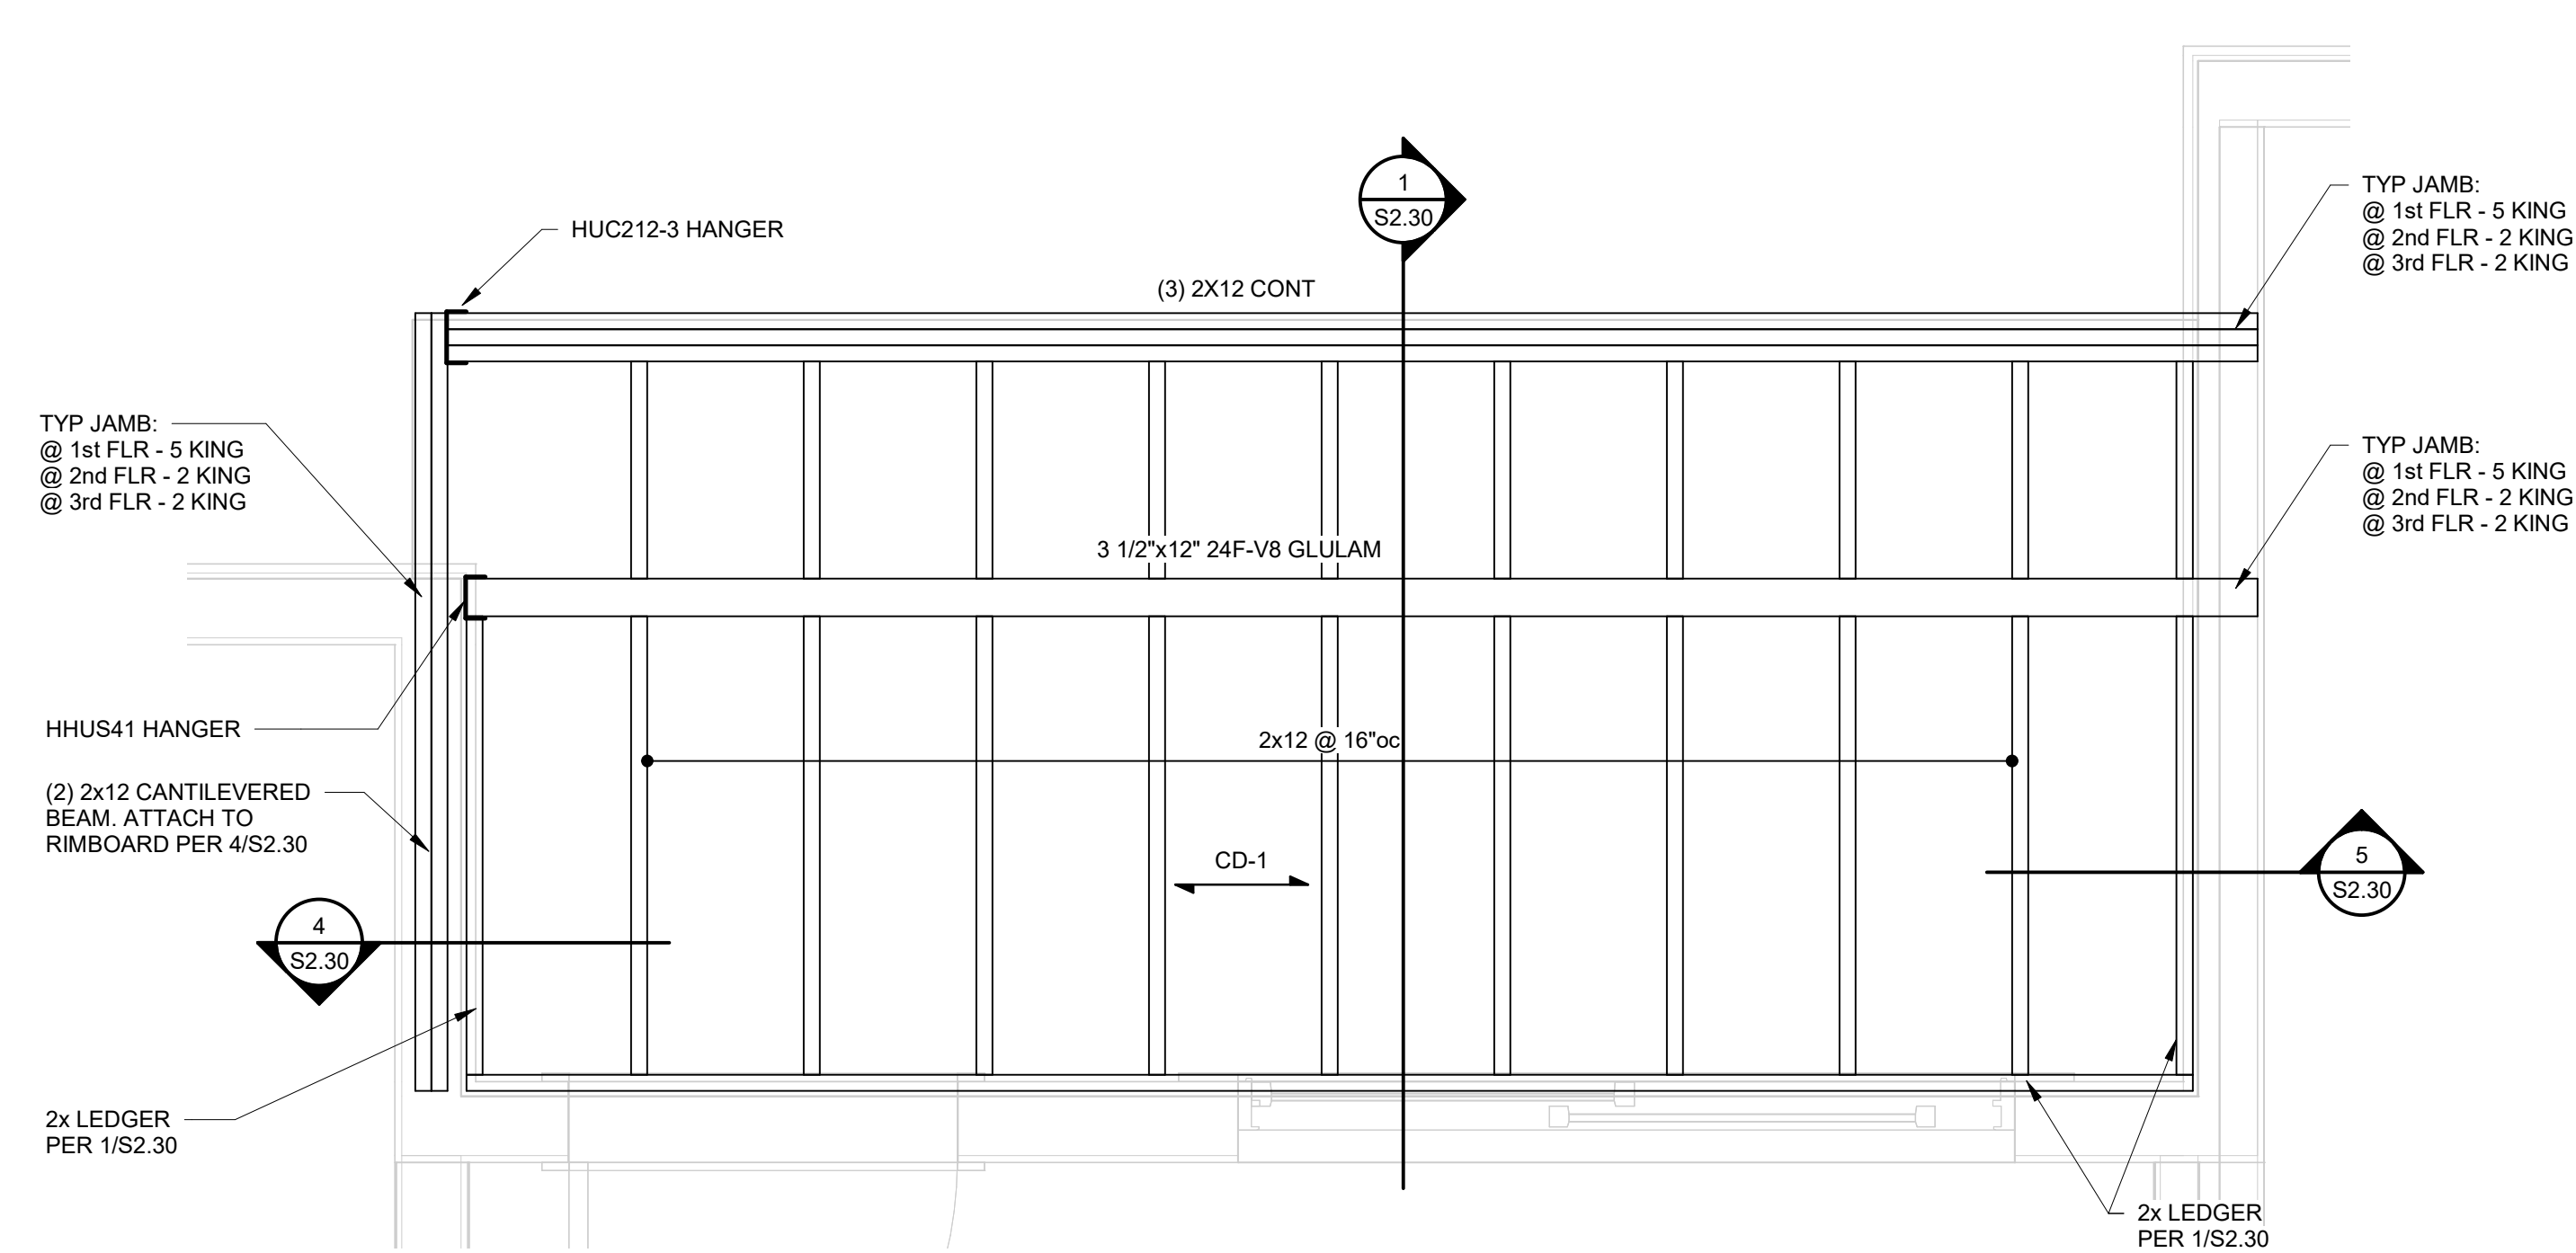 1
S2.30
TYP JAMB:
@ 1st FLR - 5 KING
@ 2nd FLR - 2 KING
@ 3rd FLR - 2 KING
HUC212-3 HANGER
(3) 2X12 CONT
TYP JAMB:
@ 1st FLR - 5 KING
@ 2nd FLR - 2 KING
@ 3rd FLR - 2 KING
TYP JAMB:
@ 1st FLR - 5 KING
@ 2nd FLR - 2 KING
@ 3rd FLR - 2 KING
3 1/2"x12" 24F-V8 GLULAM
HHUS41 HANGER
2x12 @ 16"oc
(2) 2x12 CANTILEVERED
BEAM. ATTACH TO
RIMBOARD PER 4/S2.30
CD-1
5
S2.30
4
S2.30
2x LEDGER
PER 1/S2.30
2x LEDGER
PER 1/S2.30